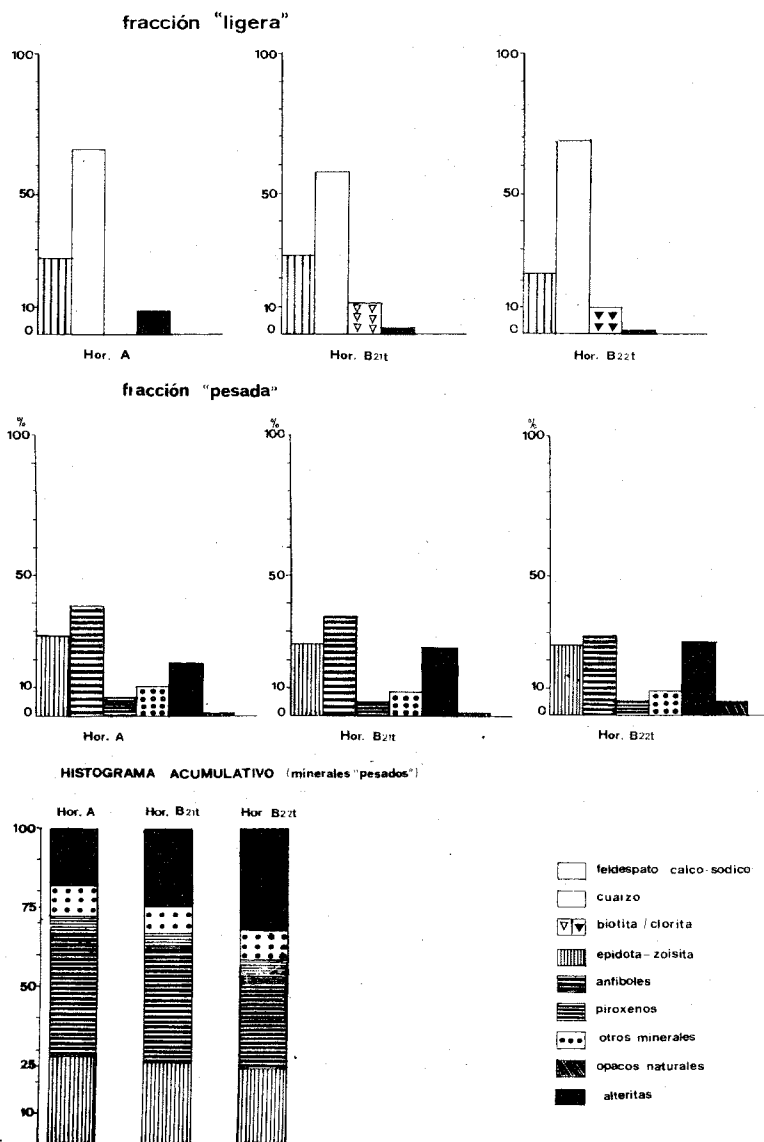 fracción "ligera"
100
50
10
0
Hor. A
100
50
10
0
Hor. B21t
100
50
10
0
Hor. B22t
fracción "pesada"
%
100
50
10
0
Hor. A
%
100
50
10
0
Hor. B21t
%
100
50
10
0
Hor. B22t
HISTOGRAMA ACUMULATIVO (minerales "pesados")
Hor. A
Hor. B21t
Hor B22t
100
75
50
25
10
feldespato calco-sodico
cuarzo
biotita / clorita
epidota-zoisita
anfiboles
piroxenos
otros minerales
opacos naturales
alteritas